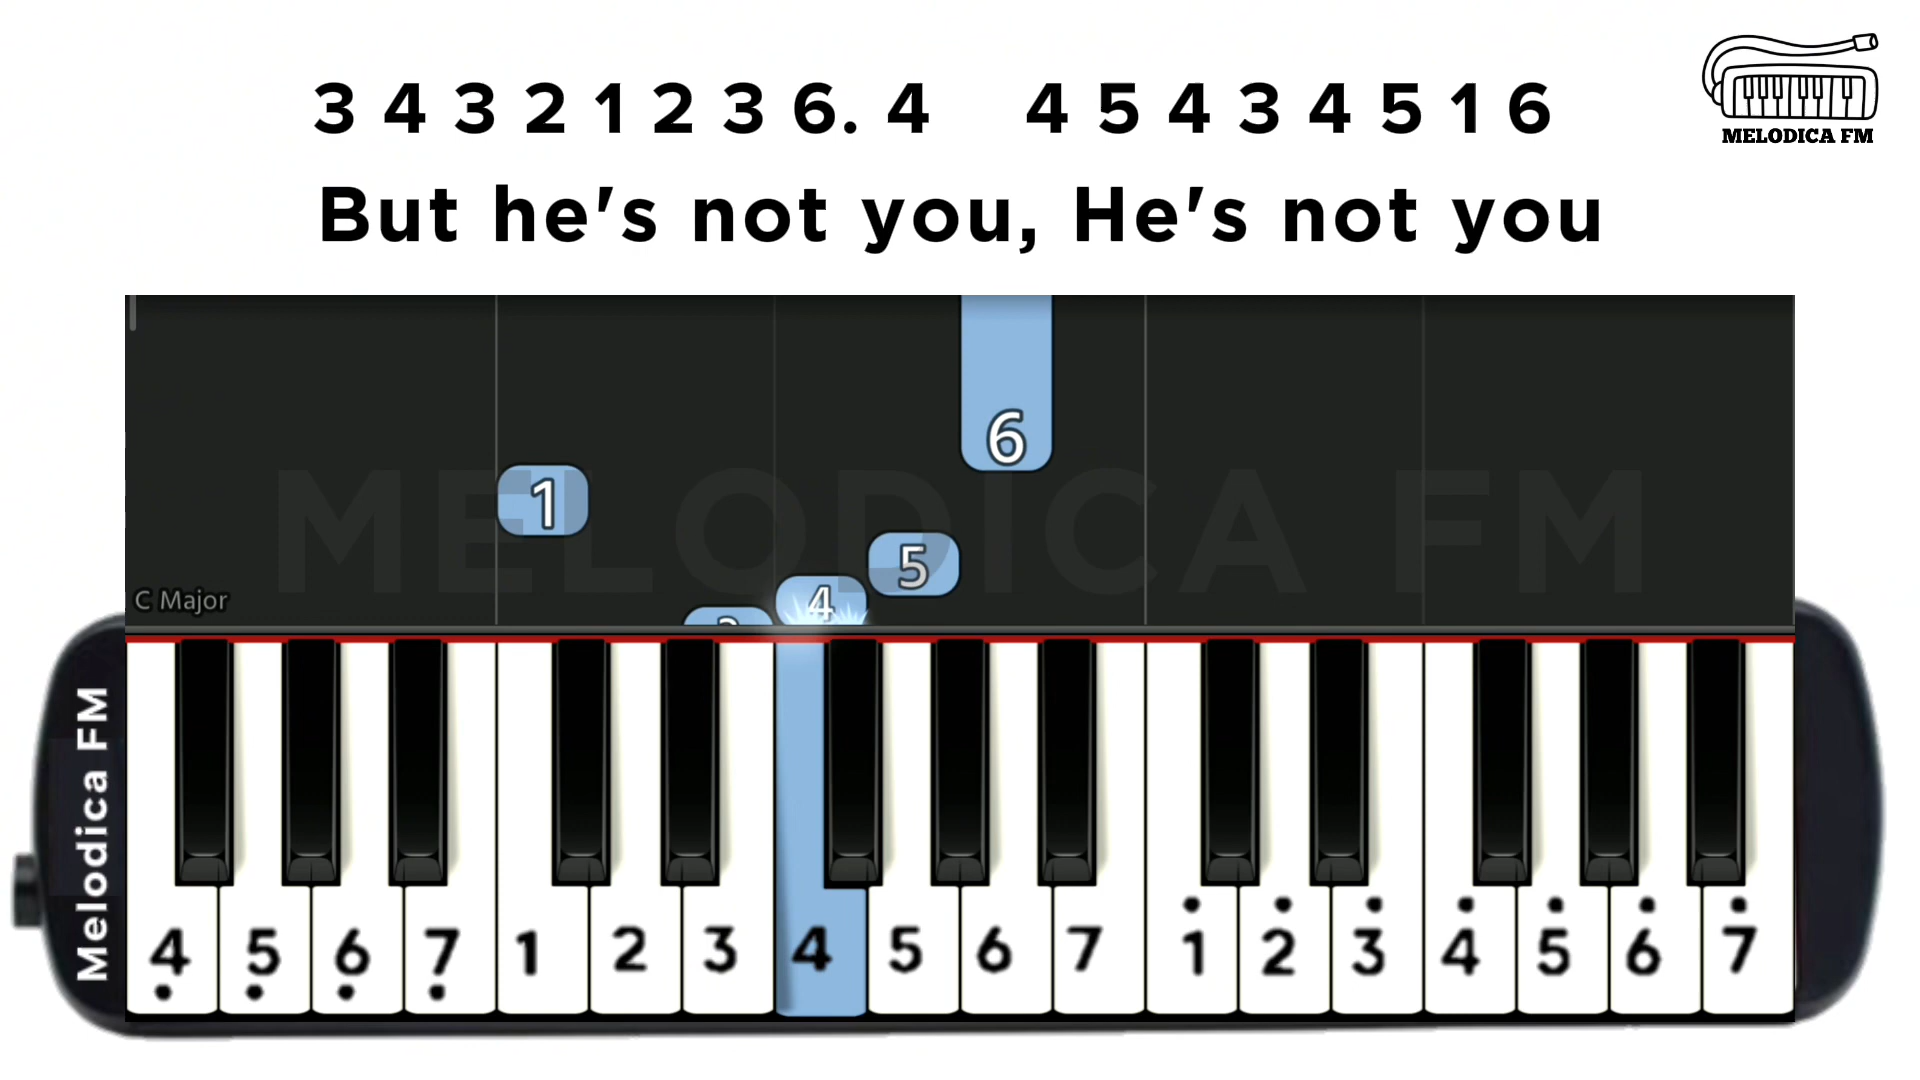 3 4 3 2 1 2 3 6. 4 4 5 4 3 4 5 1 6
MELODICA FM
But he's not you, He's not you
6
1
5
4
MELODICA FM
C Major
Melodica FM
4 5 6 7 1 2 3 4 5 6 7 1 2 3 4 5 6 7